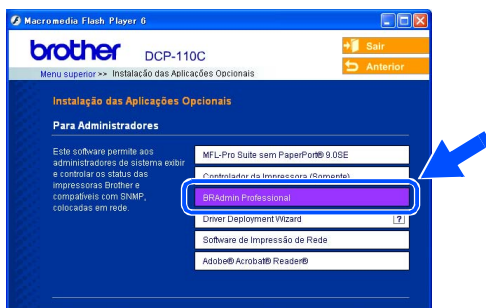 Macromedia Flash Player 6
brother
DCP-110C
Sair
Anterior
Menu superior >> Instalação das Aplicações Opcionais
Instalação das Aplicações Opcionais
Para Administradores
Este software permite aos
administradores de sistema exibir
e controlar os status das
impressoras Brother e
compatíveis com SNMP,
colocadas em rede.
MFL-Pro Suite sem PaperPort® 9.0SE
Controlador da Impressora (Somente)
BRAdmin Professional
Driver Deployment Wizard
?
Software de Impressão de Rede
Adobe® Acrobat® Reader®